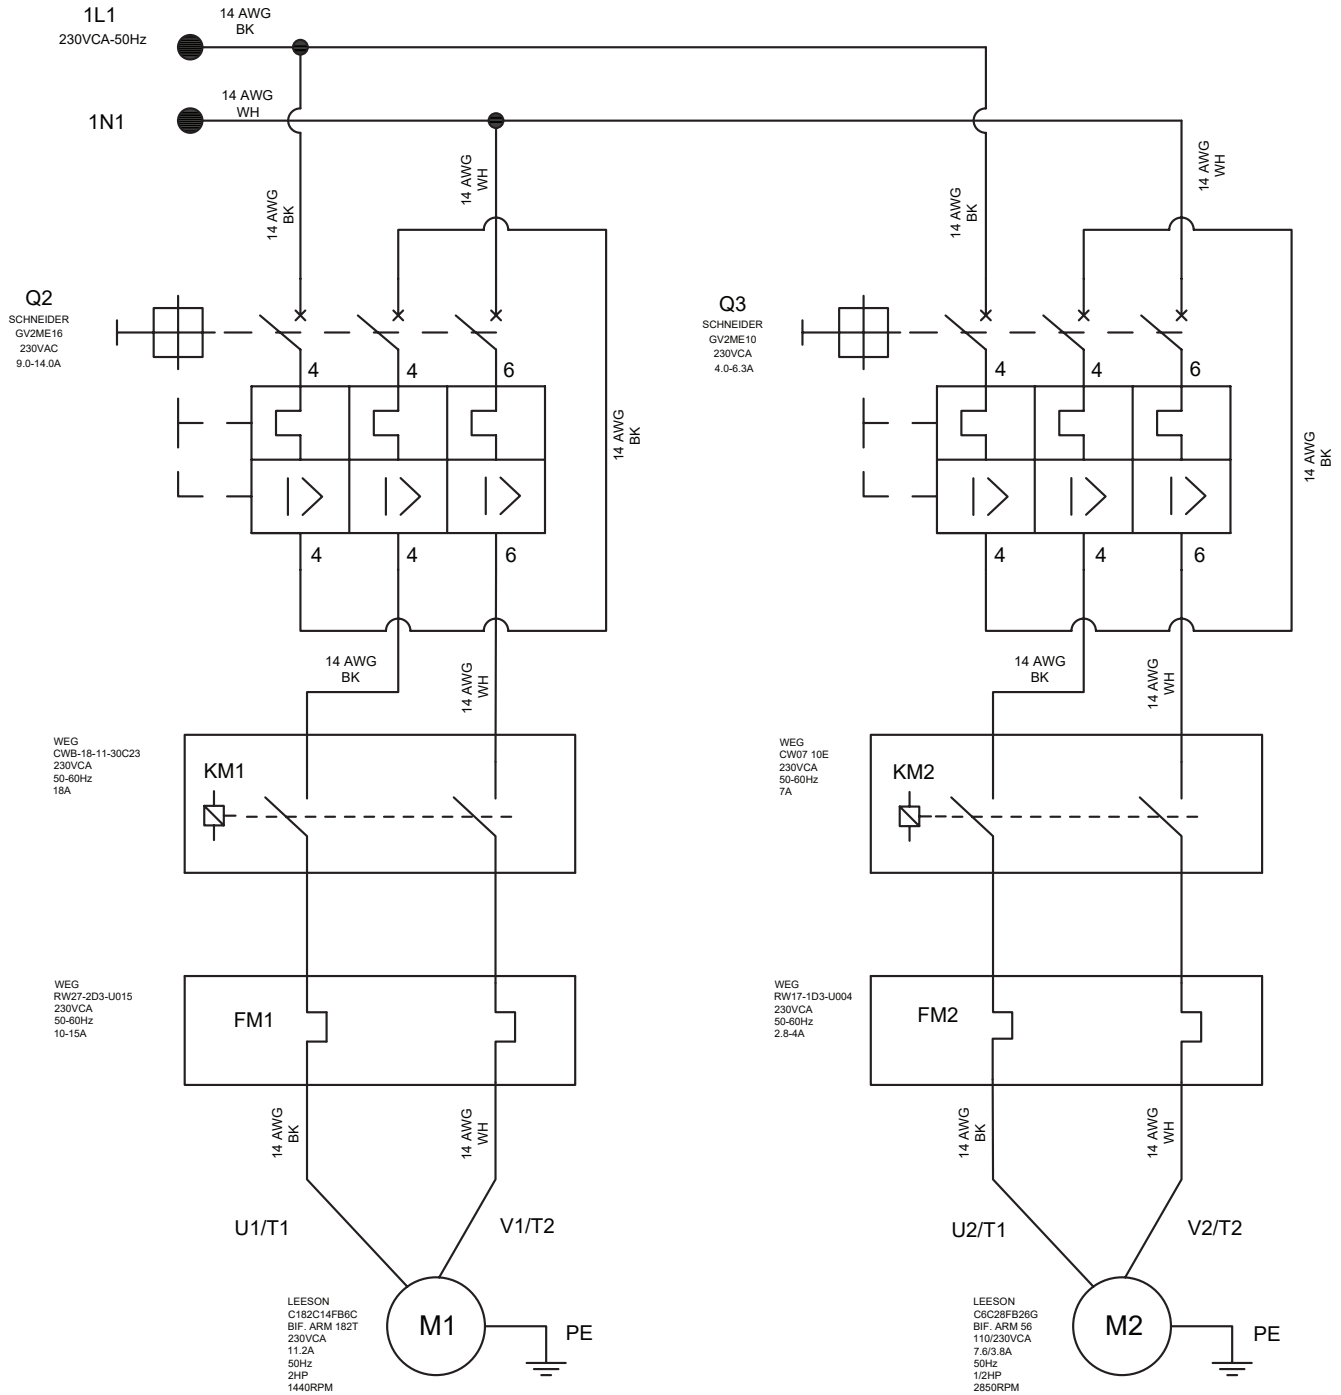 1L1
230VCA-50Hz
14 AWG
BK
1N1
14 AWG
WH
14 AWG
BK
14 AWG
WH
14 AWG
BK
14 AWG
WH
Q2
SCHNEIDER
GV2ME16
230VAC
9.0-14.0A
4
4
6
14 AWG
BK
4
4
6
Q3
SCHNEIDER
GV2ME10
230VCA
4.0-6.3A
4
4
6
14 AWG
BK
4
4
6
14 AWG
BK
14 AWG
WH
14 AWG
BK
14 AWG
WH
WEG
CWB-18-11-30C23
230VCA
50-60Hz
18A
KM1
WEG
CW07 10E
230VCA
50-60Hz
7A
KM2
WEG
RW27-2D3-U015
230VCA
50-60Hz
10-15A
FM1
WEG
RW17-1D3-U004
230VCA
50-60Hz
2.8-4A
FM2
14 AWG
BK
14 AWG
WH
14 AWG
BK
14 AWG
WH
U1/T1
V1/T2
U2/T1
V2/T2
LEESON
C182C14FB6C
BIF. ARM 182T
230VCA
11.2A
50Hz
2HP
1440RPM
M1
PE
LEESON
C6C28FB26G
BIF. ARM 56
110/230VCA
7.6/3.8A
50Hz
1/2HP
2850RPM
M2
PE